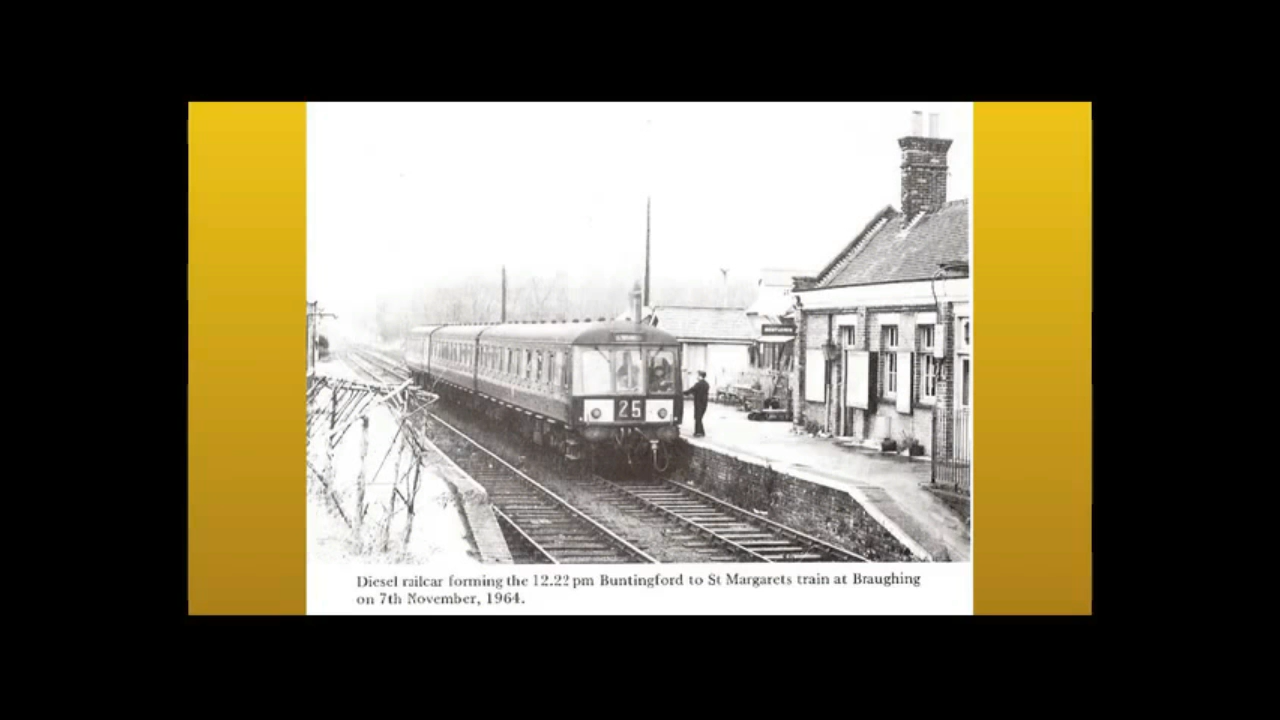 25
Diesel railcar forming the 12.22 pm Buntingford to St Margarets train at Braughing
on 7th November, 1964.